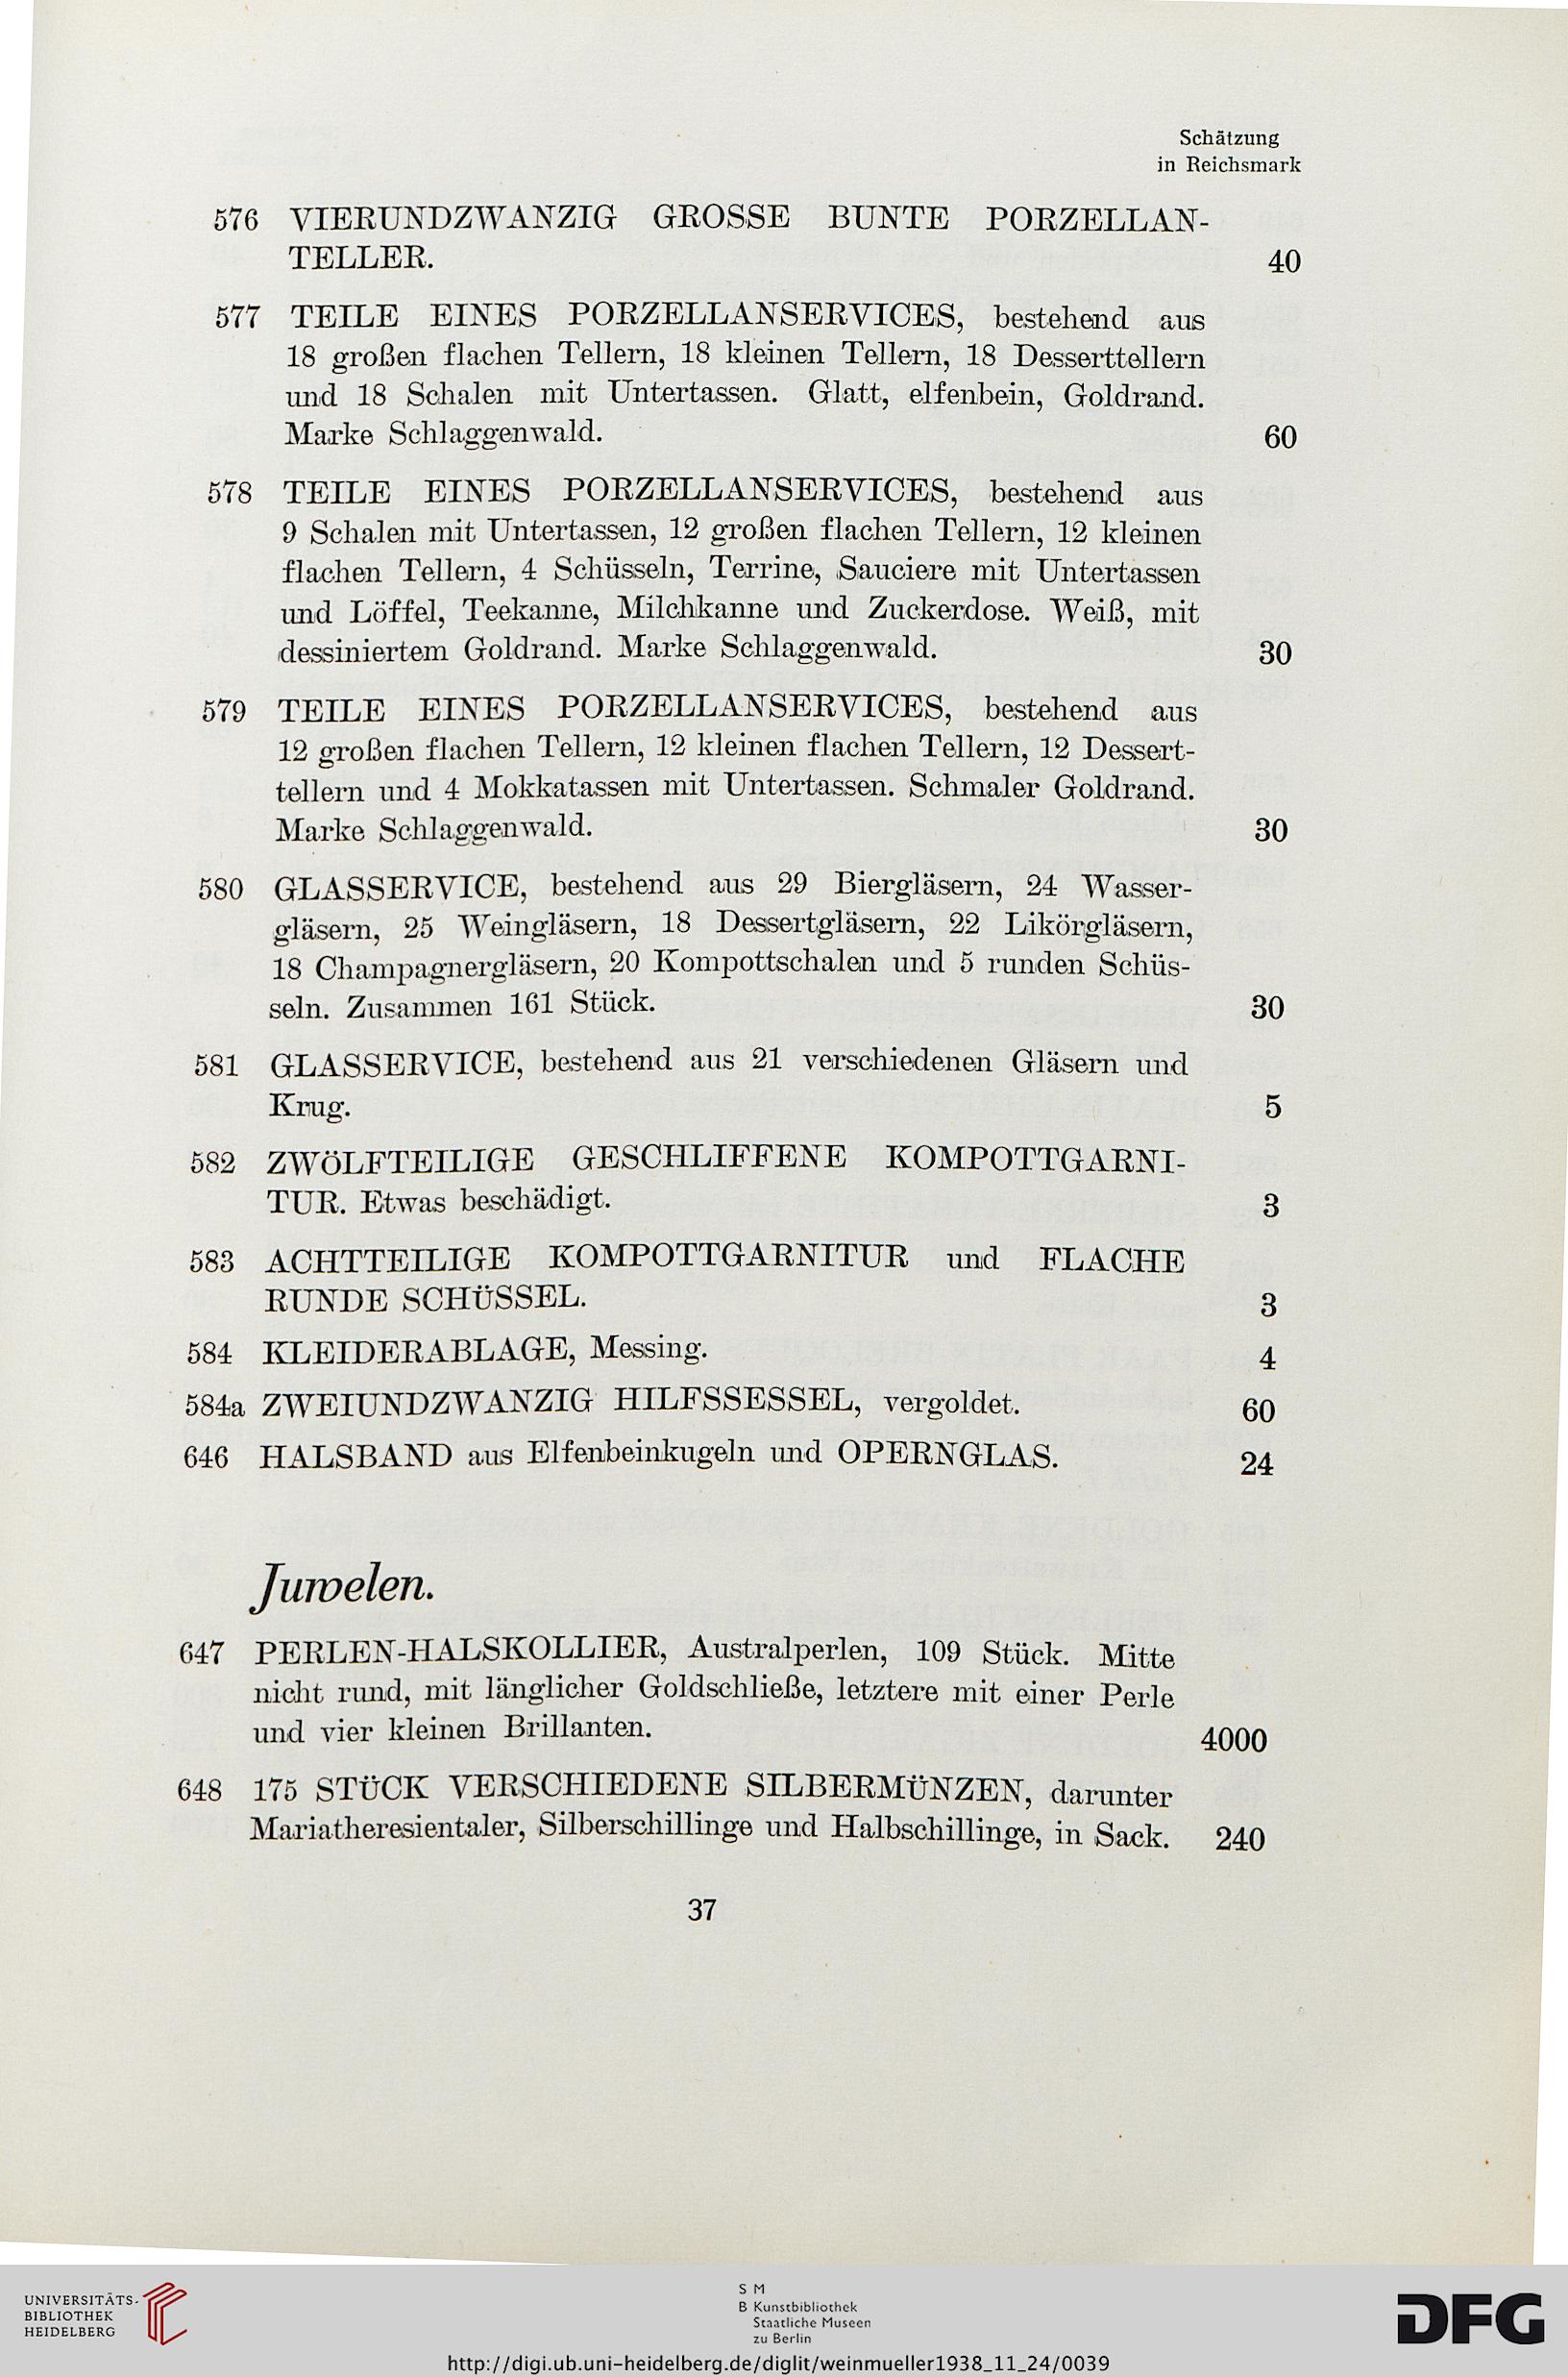 Schätzung
in Reichsmark
576 VIERUNDZWANZIG GROSSE BUNTE PORZELLAN-
TELLER. 40
577 TEILE EINES PORZELLANSERVICES, bestehend aus
18 großen flachen Tellern, 18 kleinen Tellern, 18 Desserttellern
und 18 Schalen mit Untertassen. Glatt, elfenbein, Goldrand.
Marke Schlaggenwald. 60
578 TEILE EINES PORZELLANSERVICES, bestehend aus
9 Schalen mit Untertassen, 12 großen flachen Tellern, 12 kleinen
flachen Tellern, 4 Schüsseln, Terrine, Sauciere mit Untertassen
und Löffel, Teekanne, Milchkanne und Zuckerdose. Weiß, mit
dessiniertem Goldrand. Marke Schlaggenwald. 30
579 TEILE EINES PORZELLANSERVICES, bestehend aus
12 großen flachen Tellern, 12 kleinen flachen Tellern, 12 Dessert-
tellern und 4 Mokkatassen mit Untertassen. Schmaler Goldrand.
Marke Schlaggenwald. 30
580 GLASSERVICE, bestehend aus 29 Biergläsern, 24 Wasser-
gläsern, 25 Weingläsern, 18 Dessertgläsern, 22 Likörgläsern,
18 Champagnergläsern, 20 Kompottschalen und 5 runden Schüs-
seln. Zusammen 161 Stück. 30
581 GLASSERVICE, bestehend aus 21 verschiedenen Gläsern und
Krug. 5
582 ZWÖLFTEILIGE GESCHLIFFENE KOMPOTTGARNI-
TUR. Etwas beschädigt. 3
583 ACHTTEILIGE KOMPOTTGARNITUR und FLACHE
RUNDE SCHÜSSEL. 3
584 KLEIDERABLAGE, Messing. 4
584a ZWEIUNDZWANZIG HILFSSESSEL, vergoldet. 60
646 HALSBAND aus Elfenbeinkugeln und OPERNGLAS. 24
Juwelen.
647 PERLEN-HALSKOLLIER, Australperlen, 109 Stück. Mitte
nicht rund, mit länglicher Goldschließe, letztere mit einer Perle
und vier kleinen Brillanten. 4000
648 175 STÜCK VERSCHIEDENE SILBERMÜNZEN, darunter
Mariatheresientaler, Silberschillinge und Halbschillinge, in Sack. 240
37
UNIVERSITÄTS-
BIBLIOTHEK
HEIDELBERG
S M
B Kunstbibliothek
Staatliche Museen
zu Berlin
DFG
http://digi.ub.uni-heidelberg.de/diglit/weinmueller1938_11_24/0039